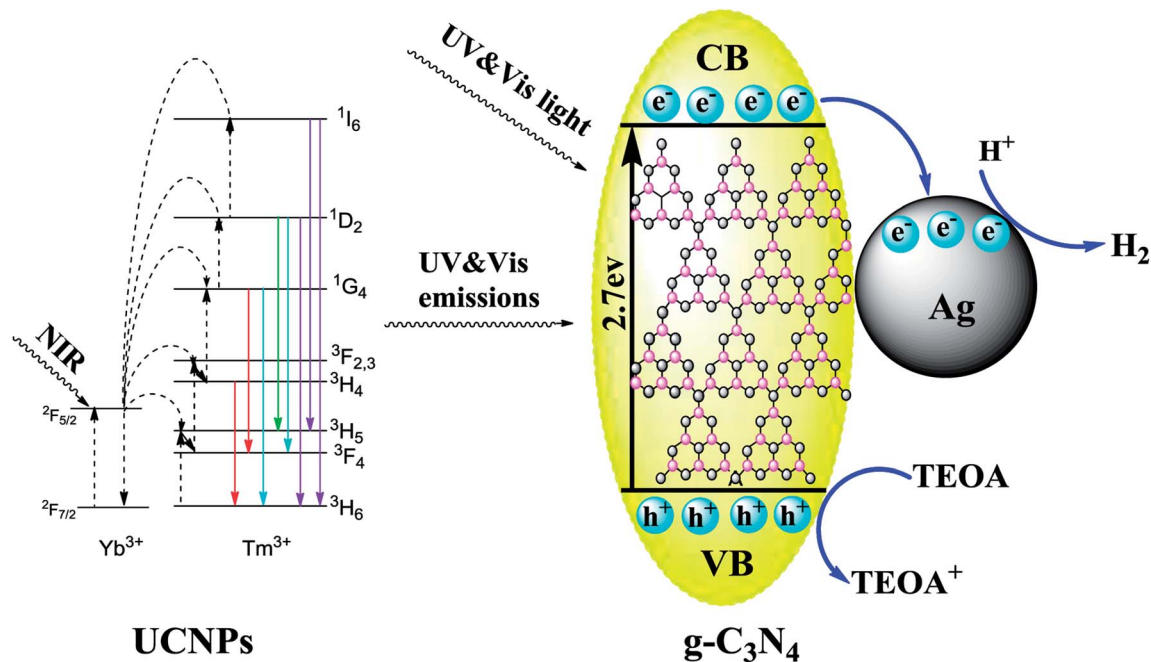 UV&Vis light
CB
e⁻ e⁻ e⁻ e⁻
¹I₆
H⁺
¹D₂
e⁻ e⁻ e⁻
H₂
UV&Vis
emissions
¹G₄
2.7ev
Ag
NIR
³F₂,₃
³H₄
²F₅/₂
³H₅
³F₄
TEOA
²F₇/₂
³H₆
h⁺ h⁺ h⁺ h⁺
Yb³⁺
Tm³⁺
VB
TEOA⁺
UCNPs
g-C₃N₄